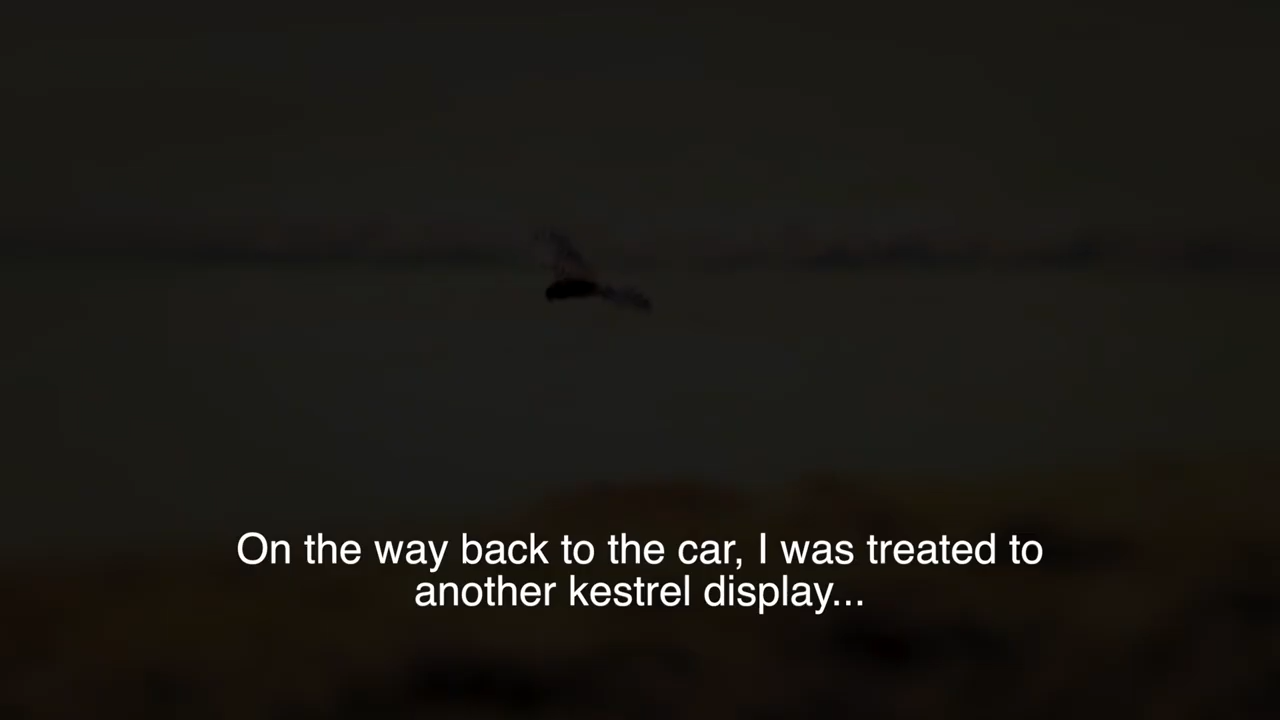 On the way back to the car, I was treated to
another kestrel display...